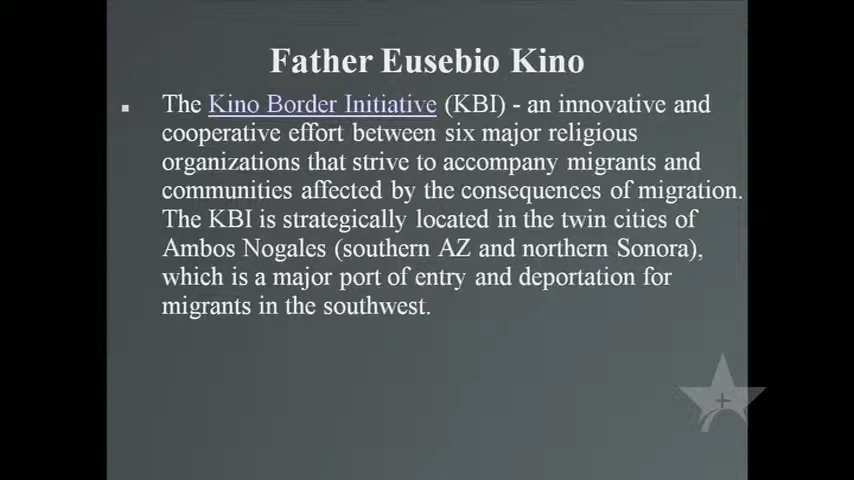 Father Eusebio Kino
The Kino Border Initiative (KBI) - an innovative and
cooperative effort between six major religious
organizations that strive to accompany migrants and
communities affected by the consequences of migration.
The KBI is strategically located in the twin cities of
Ambos Nogales (southern AZ and northern Sonora),
which is a major port of entry and deportation for
migrants in the southwest.